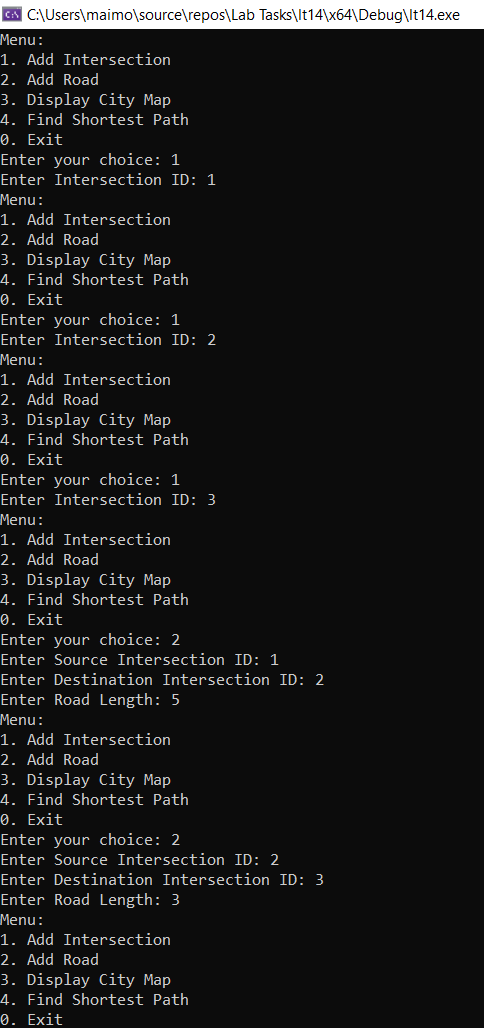 C:\Users\maimo\source\repos\Lab Tasks\lt14\x64\Debug\lt14.exe
Menu:
1. Add Intersection
2. Add Road
3. Display City Map
4. Find Shortest Path
0. Exit
Enter your choice: 1
Enter Intersection ID: 1
Menu:
1. Add Intersection
2. Add Road
3. Display City Map
4. Find Shortest Path
0. Exit
Enter your choice: 1
Enter Intersection ID: 2
Menu:
1. Add Intersection
2. Add Road
3. Display City Map
4. Find Shortest Path
0. Exit
Enter your choice: 1
Enter Intersection ID: 3
Menu:
1. Add Intersection
2. Add Road
3. Display City Map
4. Find Shortest Path
0. Exit
Enter your choice: 2
Enter Source Intersection ID: 1
Enter Destination Intersection ID: 2
Enter Road Length: 5
Menu:
1. Add Intersection
2. Add Road
3. Display City Map
4. Find Shortest Path
0. Exit
Enter your choice: 2
Enter Source Intersection ID: 2
Enter Destination Intersection ID: 3
Enter Road Length: 3
Menu:
1. Add Intersection
2. Add Road
3. Display City Map
4. Find Shortest Path
0. Exit